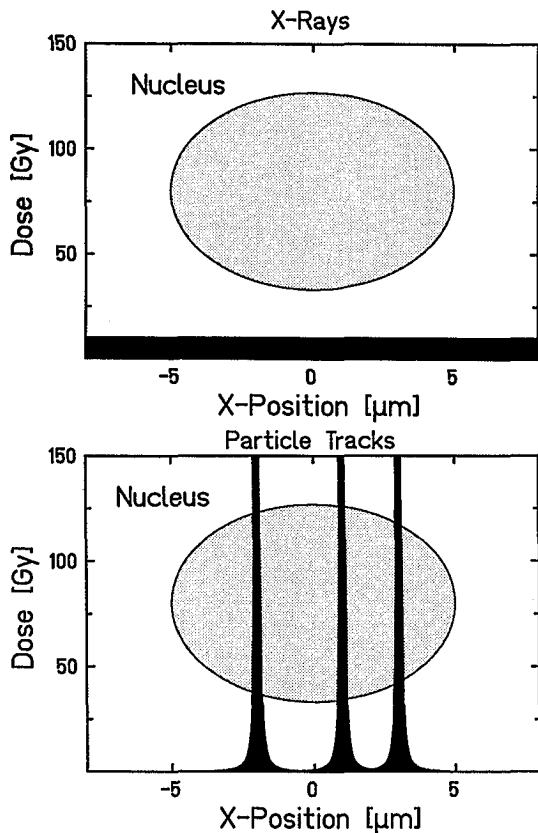 X-Rays
150
Nucleus
100
50
Dose [Gy]
-5 0 5
X-Position [µm]
Particle Tracks
150
Nucleus
100
50
Dose [Gy]
-5 0 5
X-Position [µm]